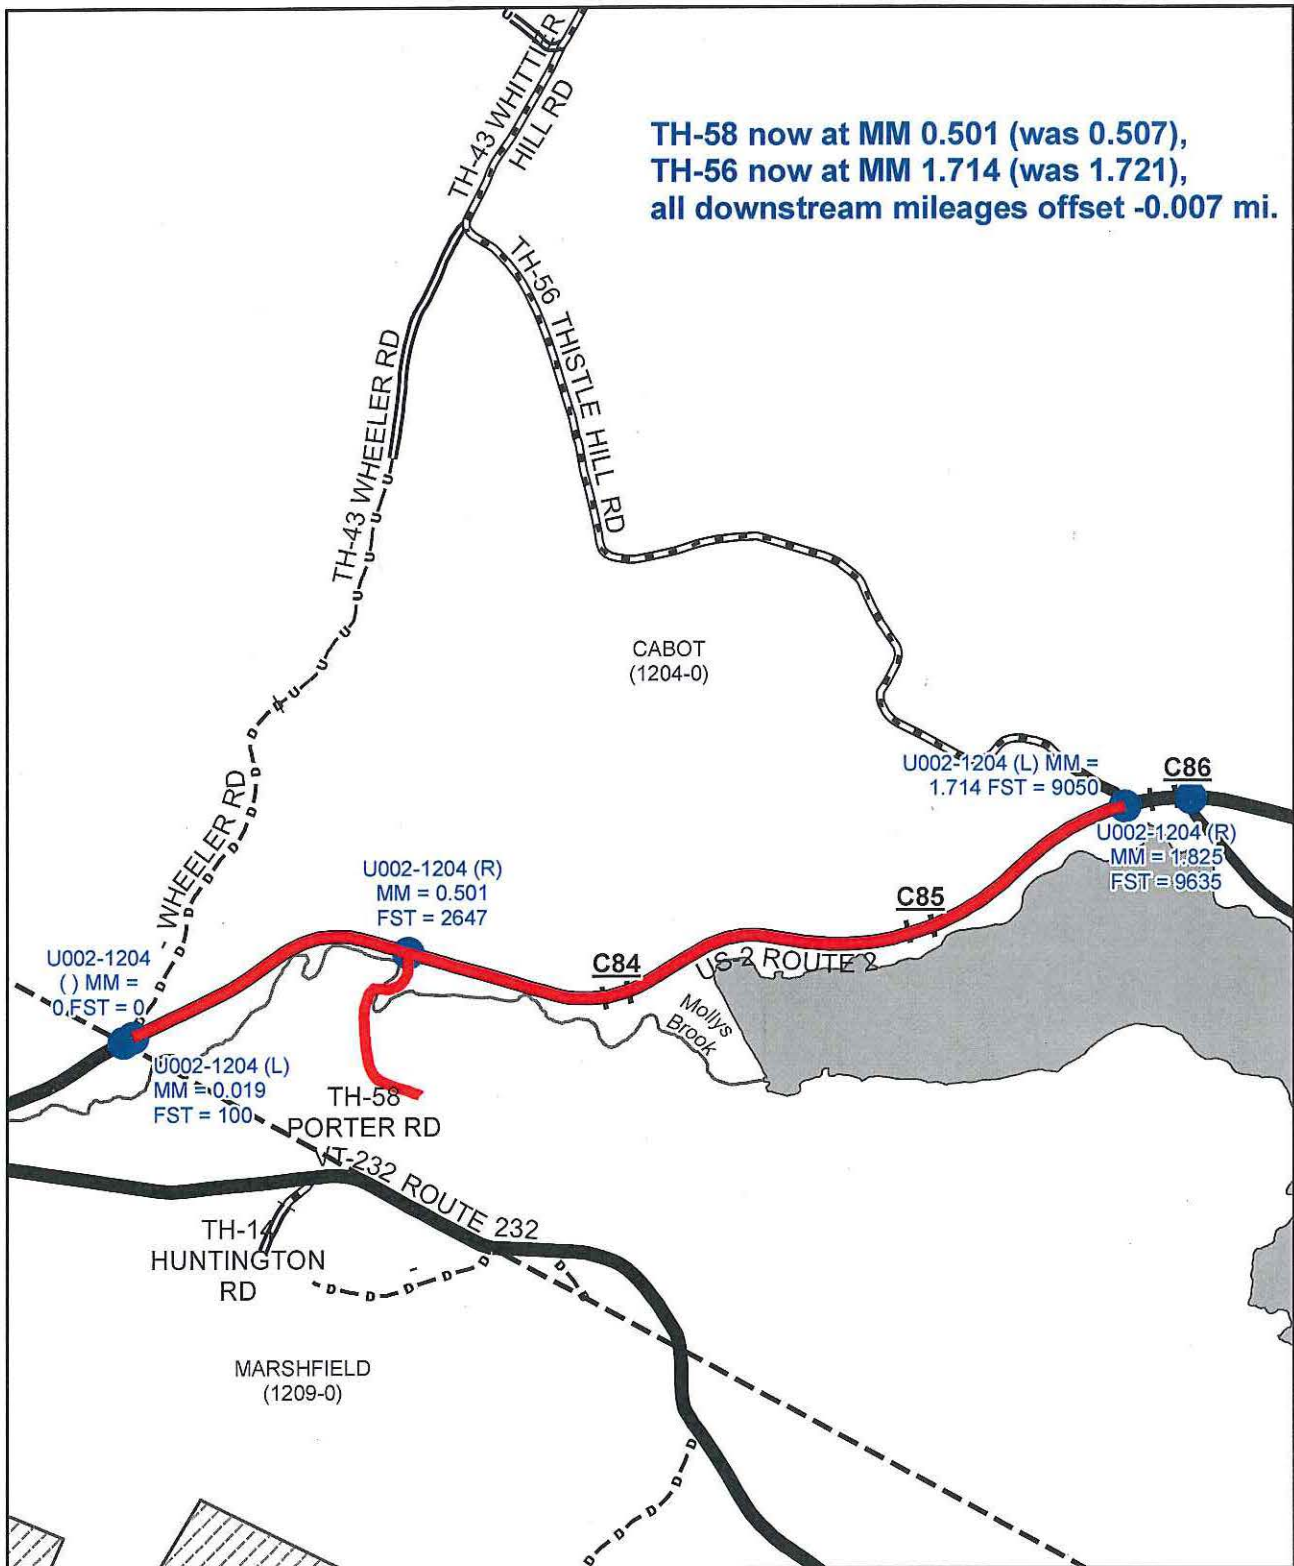 TH-43 WHITTIER
HILL RD
TH-58 now at MM 0.501 (was 0.507),
TH-56 now at MM 1.714 (was 1.721),
all downstream mileages offset -0.007 mi.
TH-56 THISTLE HILL RD
TH-43 WHEELER RD
CABOT
(1204-0)
U002-1204 (L) MM =
1.714 FST = 9050
C86
U002-1204 (R)
MM = 1.825
FST = 9635
- WHEELER RD
U002-1204 (R)
MM = 0.501
FST = 2647
C85
U002-1204
( ) MM =
0 FST = 0
C84
US-2 ROUTE 2
Mollys
Brook
U002-1204 (L)
MM = 0.019
FST = 100
TH-58
PORTER RD
VT-232 ROUTE 232
TH-14
HUNTINGTON
RD
MARSHFIELD
(1209-0)